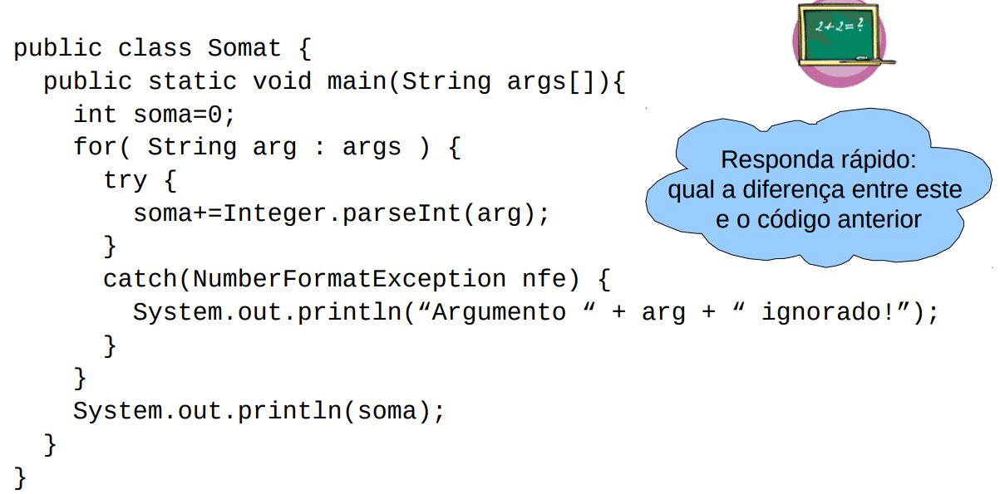 public class Somat {
  public static void main(String args[]){
    int soma=0;
    for( String arg : args ) {
      try {
        soma+=Integer.parseInt(arg);
      }
      catch(NumberFormatException nfe) {
        System.out.println(“Argumento “ + arg + “ ignorado!”);
      }
    }
    System.out.println(soma);
  }
}
2+2=?
Responda rápido:
qual a diferença entre este
e o código anterior